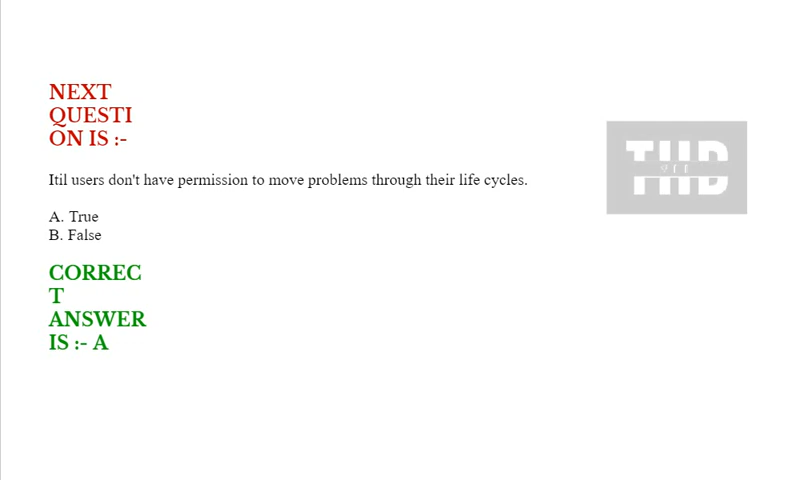 NEXT
QUESTI
ON IS :-
Itil users don't have permission to move problems through their life cycles.
A. True
B. False
CORREC
T
ANSWER
IS :- A
THD